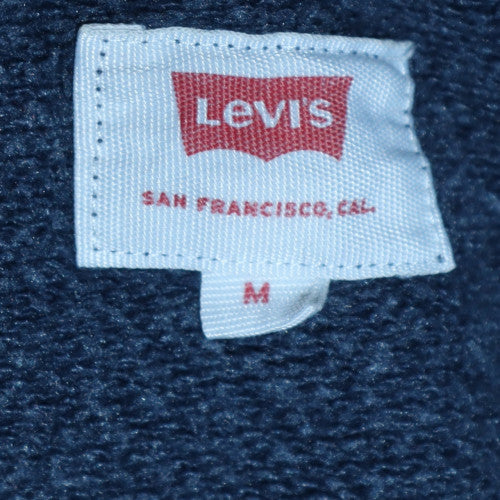 Levi's
SAN FRANCISCO, CAL.
M